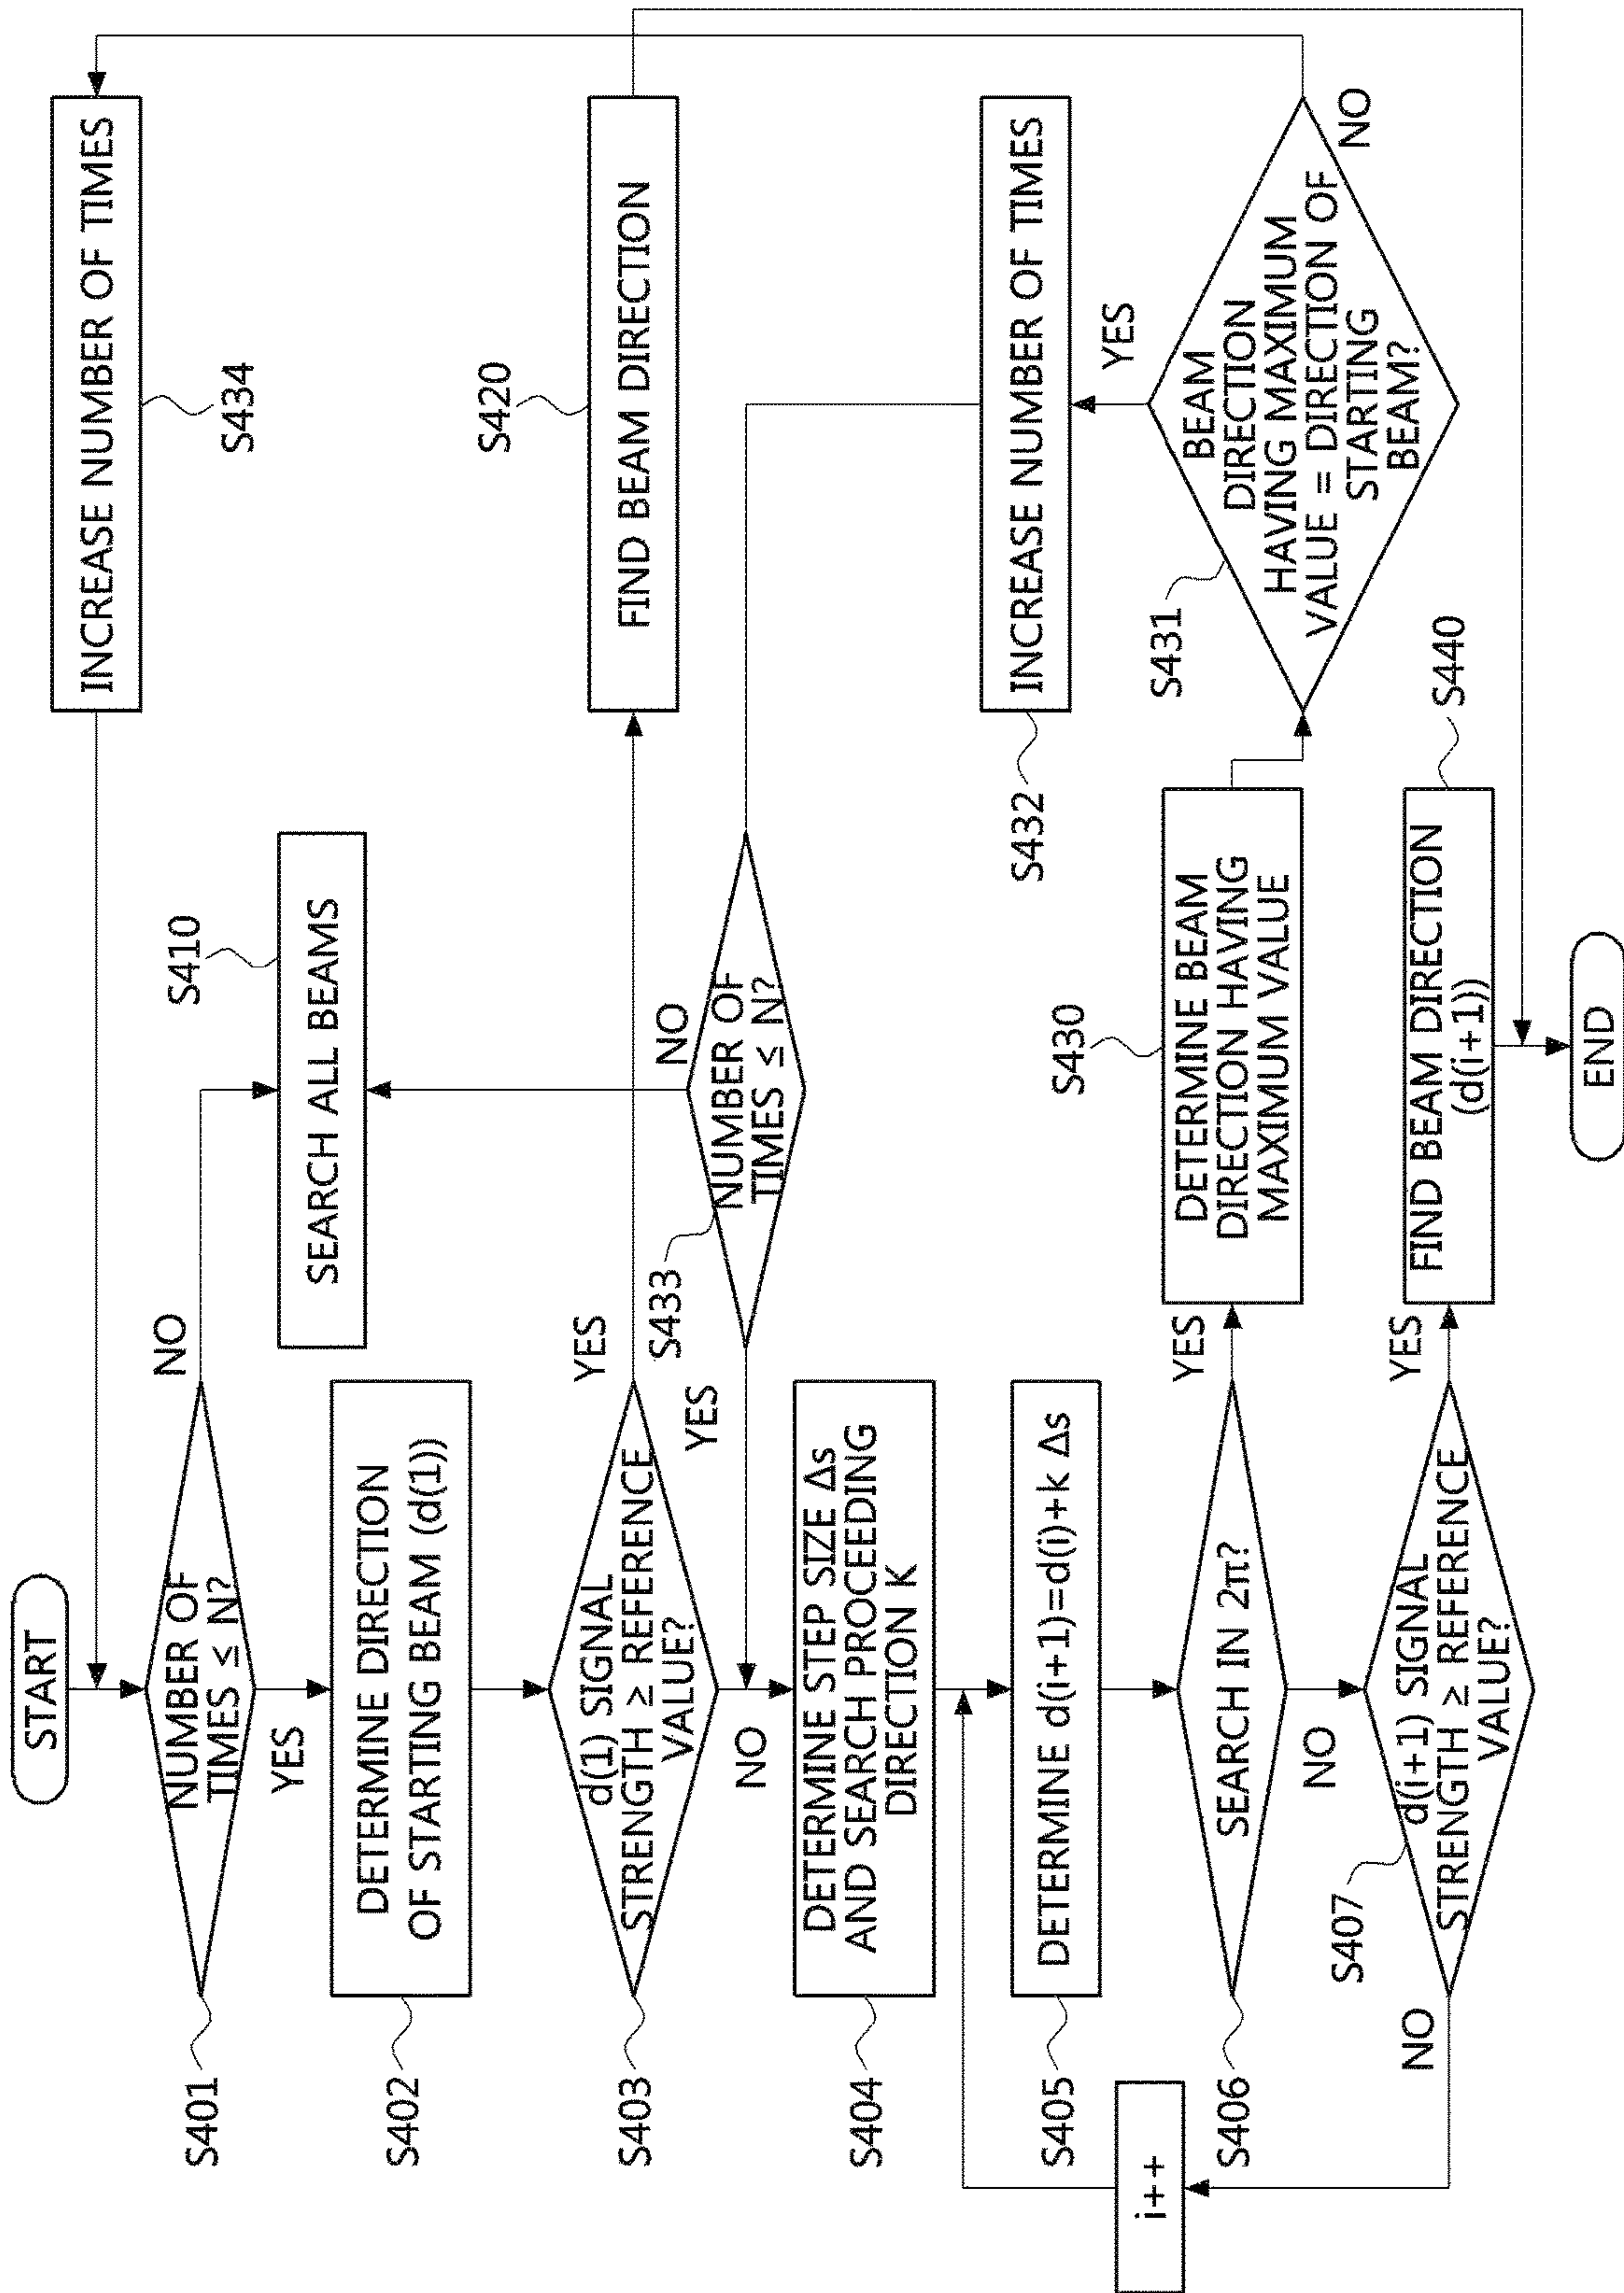 START
NUMBER OF
TIMES ≤ N?
S401
YES
NO
DETERMINE DIRECTION
OF STARTING BEAM (d(1))
S402
d(1) SIGNAL
STRENGTH ≥ REFERENCE
VALUE?
S403
YES
NO
DETERMINE STEP SIZE Δs
AND SEARCH PROCEEDING
DIRECTION K
S404
DETERMINE d(i+1)=d(i)+k Δs
S405
SEARCH IN 2π?
S406
YES
NO
d(i+1) SIGNAL
STRENGTH ≥ REFERENCE
VALUE?
S407
YES
NO
i++
SEARCH ALL BEAMS
S410
NUMBER OF
TIMES ≤ N?
S433
NO
YES
DETERMINE BEAM
DIRECTION HAVING
MAXIMUM VALUE
S430
FIND BEAM DIRECTION
(d(i+1))
S440
END
INCREASE NUMBER OF TIMES
S434
FIND BEAM DIRECTION
S420
INCREASE NUMBER OF TIMES
S432
YES
BEAM
DIRECTION
HAVING MAXIMUM
VALUE = DIRECTION OF
STARTING
BEAM?
S431
NO